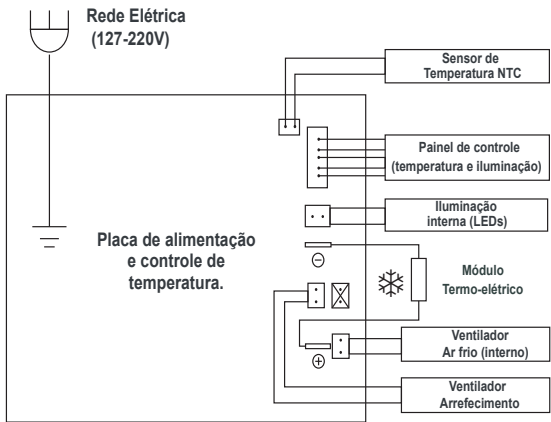 Rede Elétrica
(127-220V)
Sensor de
Temperatura NTC
Painel de controle
(temperatura e iluminação)
Iluminação
interna (LEDs)
Placa de alimentação
e controle de
temperatura.
Módulo
Termo-elétrico
Ventilador
Ar frio (interno)
Ventilador
Arrefecimento